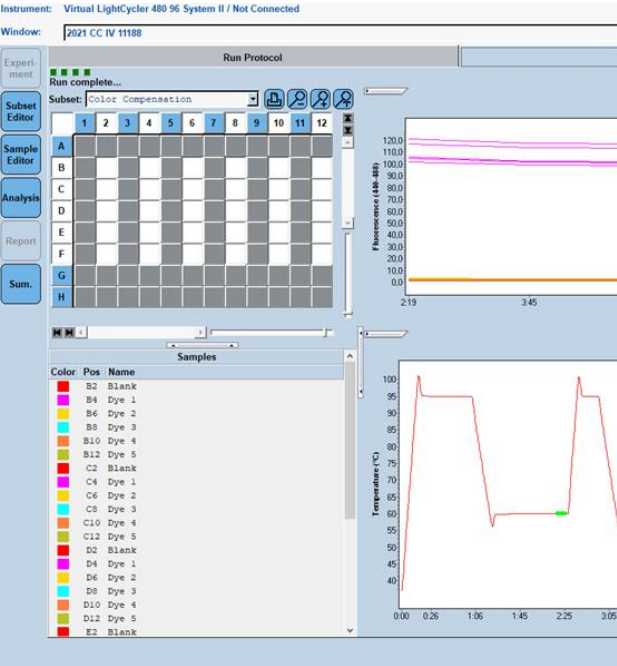 Instrument: Virtual LightCycler 480 96 System II / Not Connected
Window: 2021 CC IV 11188
Experi-
ment
Subset
Editor
Sample
Editor
Analysis
Report
Sum.
Run Protocol
Run complete...
Subset: Color Compensation
1 2 3 4 5 6 7 8 9 10 11 12
A
B
C
D
E
F
G
H
Samples
Color Pos Name
B2 Blank
B4 Dye 1
B6 Dye 2
B8 Dye 3
B10 Dye 4
B12 Dye 5
C2 Blank
C4 Dye 1
C6 Dye 2
C8 Dye 3
C10 Dye 4
C12 Dye 5
D2 Blank
D4 Dye 1
D6 Dye 2
D8 Dye 3
D10 Dye 4
D12 Dye 5
E2 Blank
Fluorescence (440-488)
120,0
110,0
100,0
90,0
80,0
70,0
60,0
50,0
40,0
30,0
20,0
10,0
0,0
2:19 3:45
Temperature (°C)
100
95
90
85
80
75
70
65
60
55
50
45
40
0:00 0:26 1:06 1:45 2:25 3:05